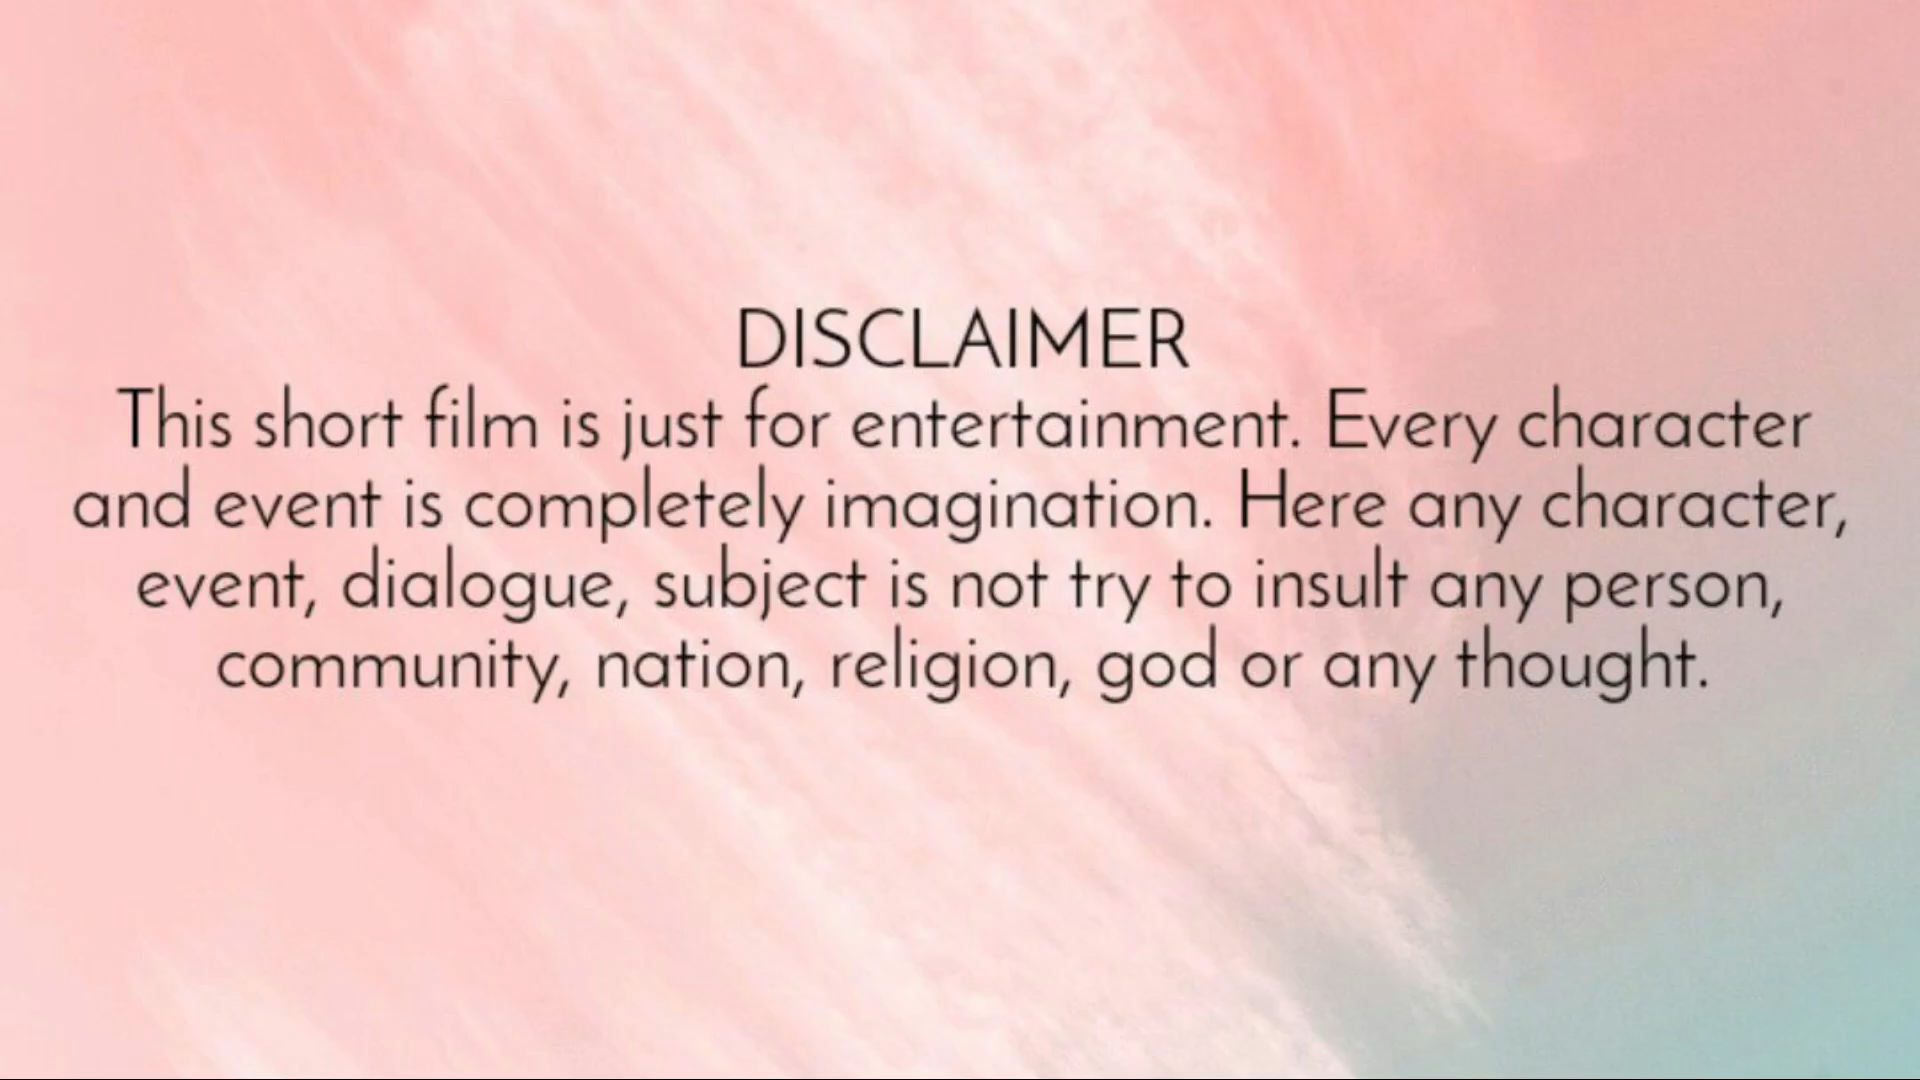 DISCLAIMER
This short film is just for entertainment. Every character
and event is completely imagination. Here any character,
event, dialogue, subject is not try to insult any person,
community, nation, religion, god or any thought.